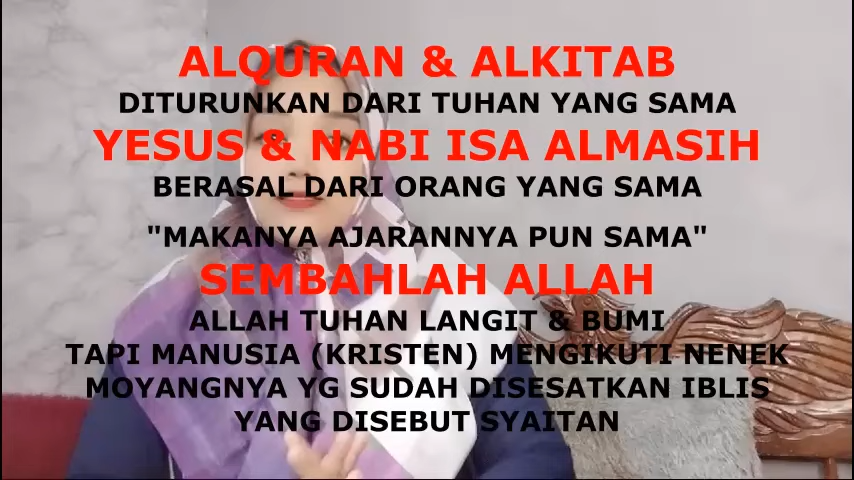 ALQURAN & ALKITAB
DITURUNKAN DARI TUHAN YANG SAMA
YESUS & NABI ISA ALMASIH
BERASAL DARI ORANG YANG SAMA
"MAKANYA AJARANNYA PUN SAMA"
SEMBAHLAH ALLAH
ALLAH TUHAN LANGIT & BUMI
TAPI MANUSIA (KRISTEN) MENGIKUTI NENEK
MOYANGNYA YG SUDAH DISESATKAN IBLIS
YANG DISEBUT SYAITAN